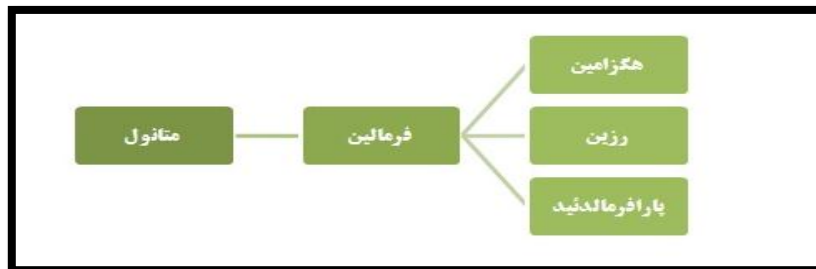 هگزامین
متانول
فرمالین
رزین
پارافرمالدئید